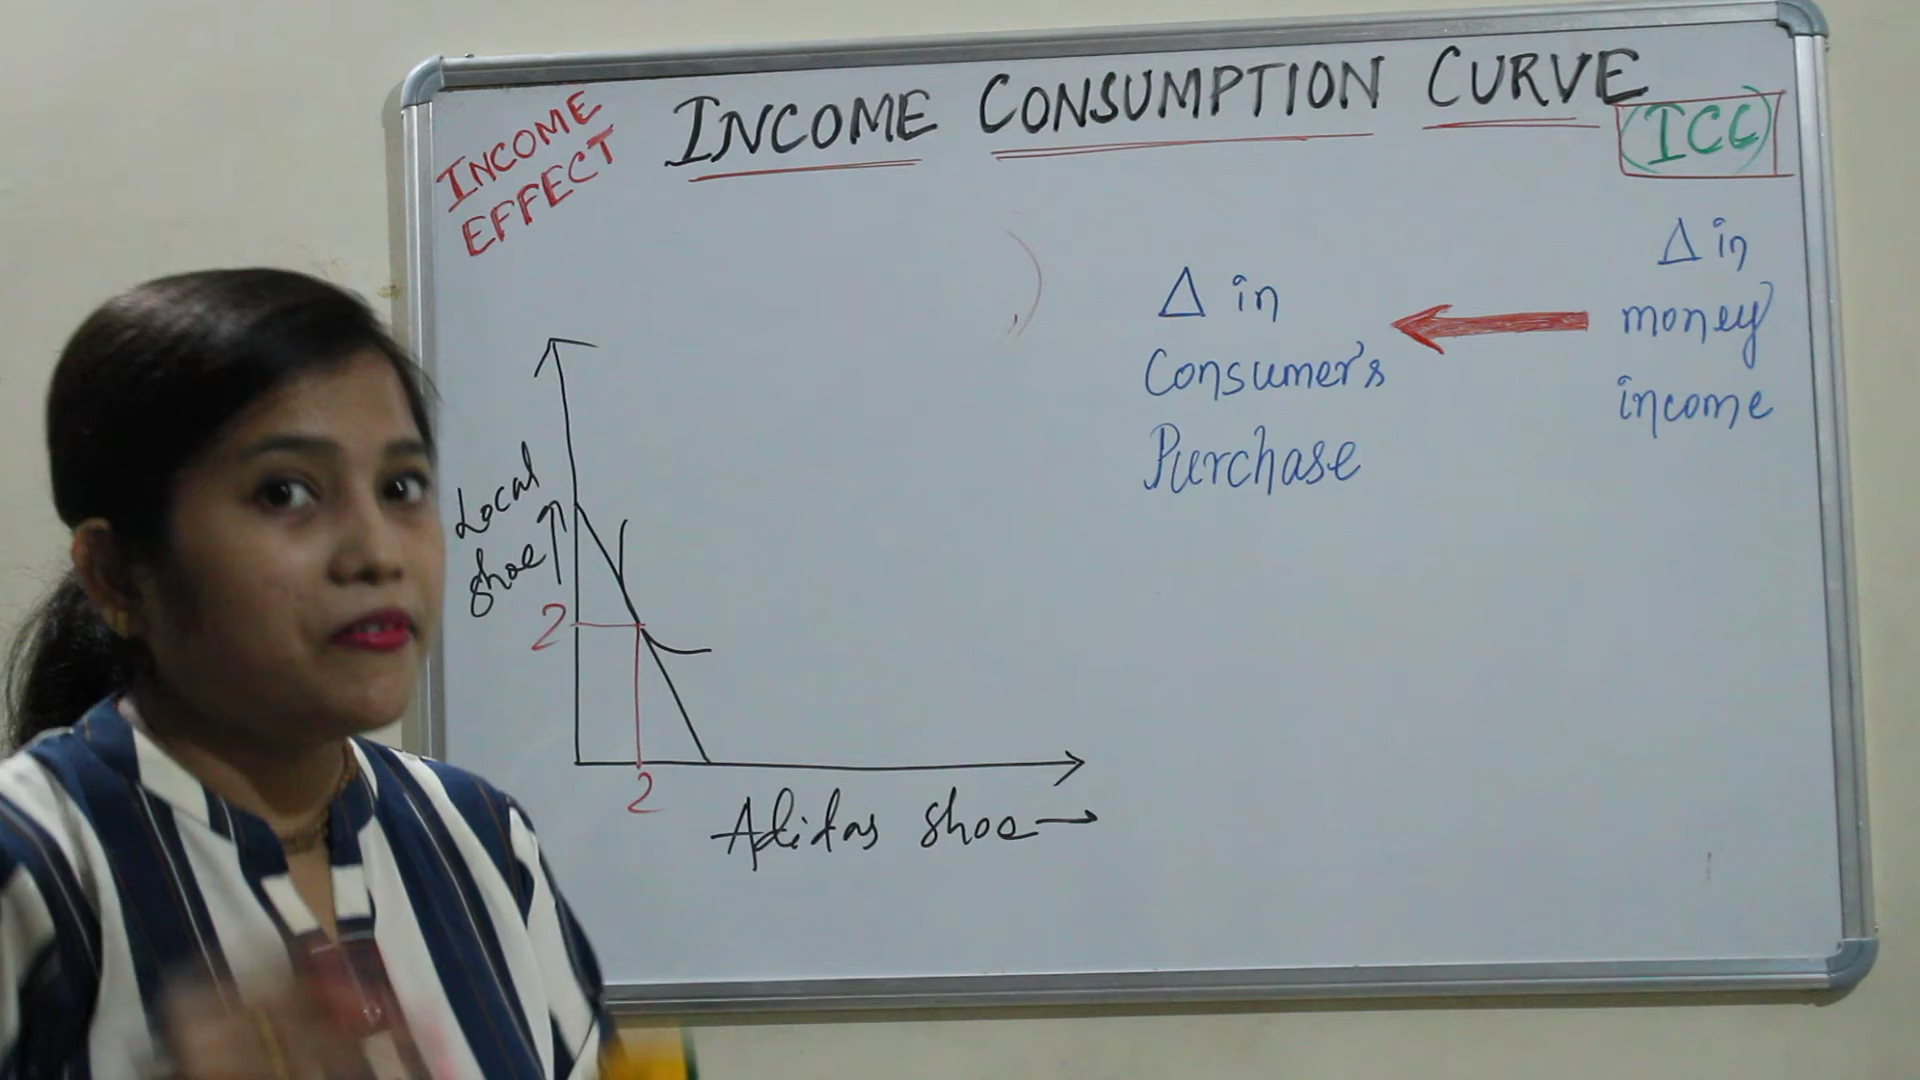 INCOME
EFFECT
INCOME CONSUMPTION CURVE
(ICC)
Δ in
money
income
Δ in
Consumer's
Purchase
Local
Shoe
2
2
Adidas Shoe